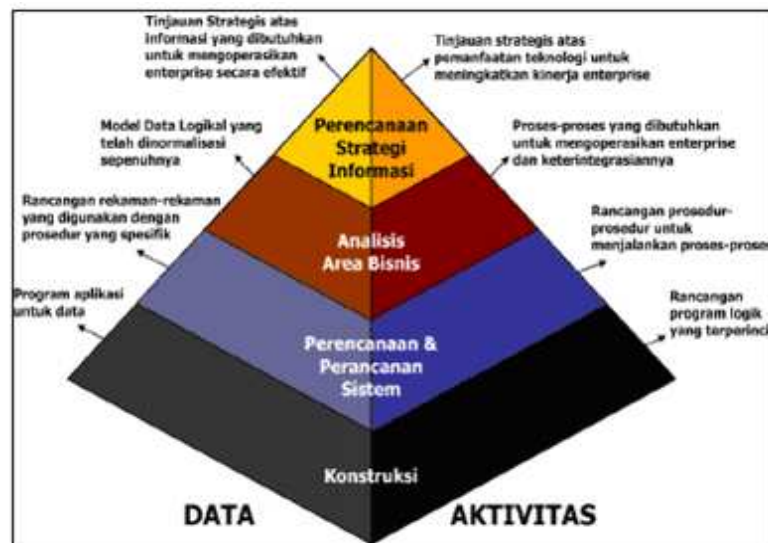 Tinjauan Strategis atas
informasi yang dibutuhkan
untuk mengoperasikan
enterprise secara efektif
Tinjauan strategis atas
pemanfaatan teknologi untuk
meningkatkan kinerja enterprise
Perencanaan
Strategi
Informasi
Model Data Logikal yang
telah dinormalisasi
sepenuhnya
Proses-proses yang dibutuhkan
untuk mengoperasikan enterprise
dan keterintegrasiannya
Rancangan rekaman-rekaman
yang digunakan dengan
prosedur yang spesifik
Analisis
Area Bisnis
Rancangan prosedur-
prosedur untuk
menjalankan proses-proses
Program aplikasi
untuk data
Perencanaan &
Perancanan
Sistem
Rancangan
program logik
yang terperinci
Konstruksi
DATA
AKTIVITAS